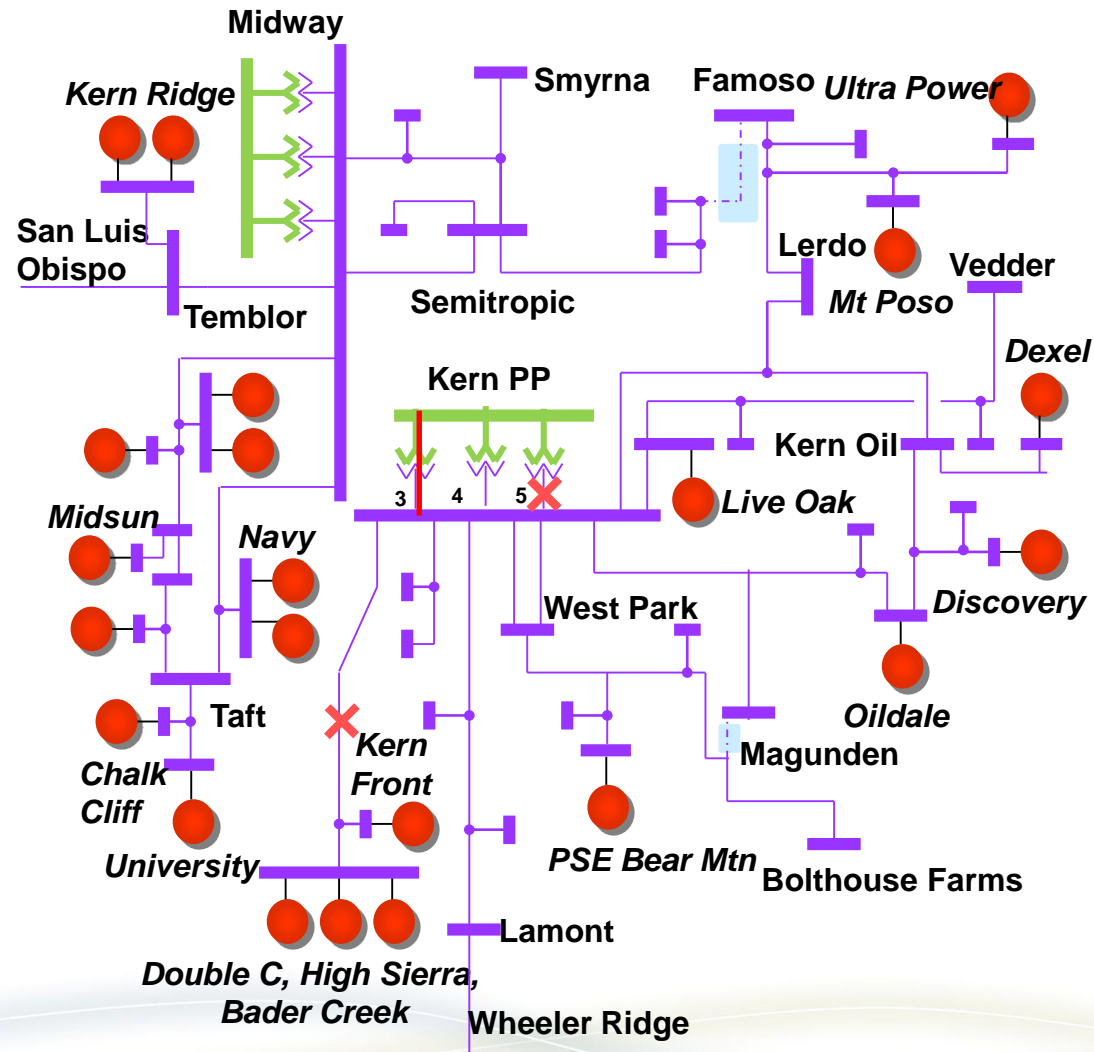 Midway
Kern Ridge
Smyrna
Famoso
Ultra Power
San Luis
Obispo
Temblor
Semitropic
Lerdo
Vedder
Mt Poso
Dexel
Kern PP
Kern Oil
3
4
5
Live Oak
Midsun
Navy
West Park
Discovery
Taft
Oildale
Magunden
Chalk
Cliff
Kern
Front
University
PSE Bear Mtn
Bolthouse Farms
Lamont
Double C, High Sierra,
Bader Creek
Wheeler Ridge